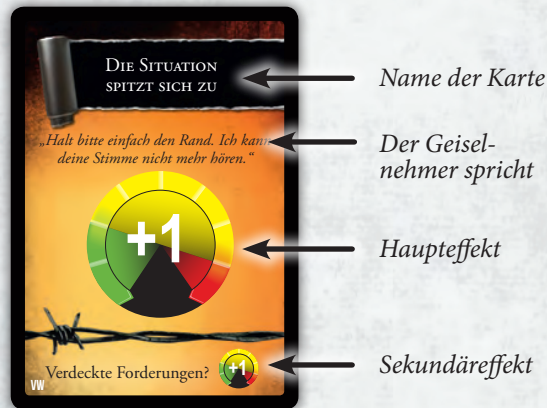 Die Situation
spitzt sich zu
Name der Karte
„Halt bitte einfach den Rand. Ich kann
deine Stimme nicht mehr hören.“
Der Geisel-
nehmer spricht
+1
Haupteffekt
Verdeckte Forderungen? +1
Sekundäreffekt
VW